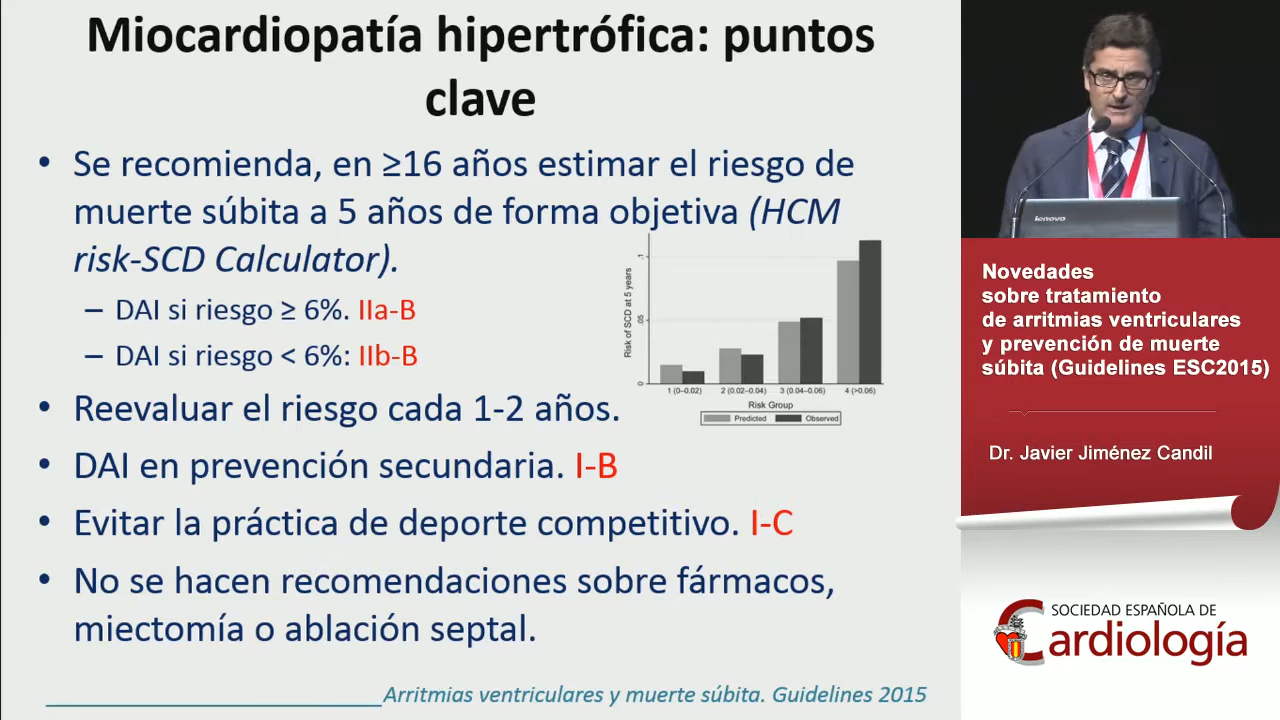 Miocardiopatía hipertrófica: puntos
clave
• Se recomienda, en ≥16 años estimar el riesgo de
muerte súbita a 5 años de forma objetiva (HCM
risk-SCD Calculator).
– DAI si riesgo ≥ 6%. IIa-B
– DAI si riesgo < 6%: IIb-B
• Reevaluar el riesgo cada 1-2 años.
• DAI en prevención secundaria. I-B
• Evitar la práctica de deporte competitivo. I-C
• No se hacen recomendaciones sobre fármacos,
miectomía o ablación septal.
Risk of SCD at 5 years
.1
.05
0
1 (0–0.02) 2 (0.02–0.04) 3 (0.04–0.06) 4 (>0.06)
Risk Group
Predicted Observed
Arritmias ventriculares y muerte súbita. Guidelines 2015
lenovo
Novedades
sobre tratamiento
de arritmias ventriculares
y prevención de muerte
súbita (Guidelines ESC2015)
Dr. Javier Jiménez Candil
SOCIEDAD ESPAÑOLA DE
Cardiología